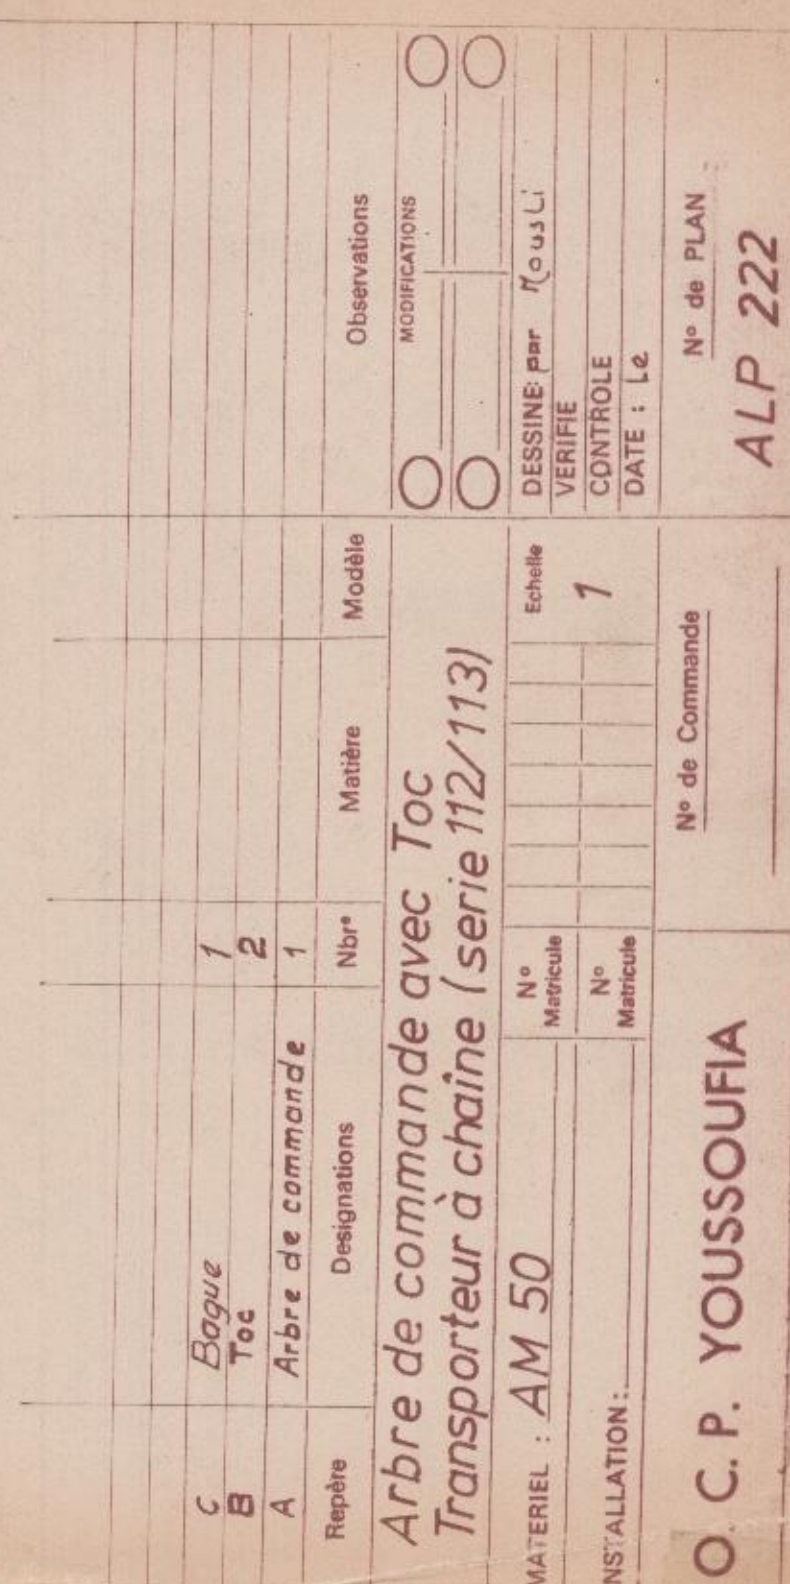 C Bague 1
B Toc 2
A Arbre de commande 1
Repère Designations Nbre Matière Modèle Observations
Arbre de commande avec Toc
Transporteur à chaîne (serie 112/113)
MODIFICATIONS
MATERIEL : AM 50
N° Matricule
Echelle
1
DESSINE: par Mousli
VERIFIE
CONTROLE
DATE : Le
INSTALLATION :
N° Matricule
O. C. P. YOUSSOUFIA
N° de Commande
N° de PLAN
ALP 222